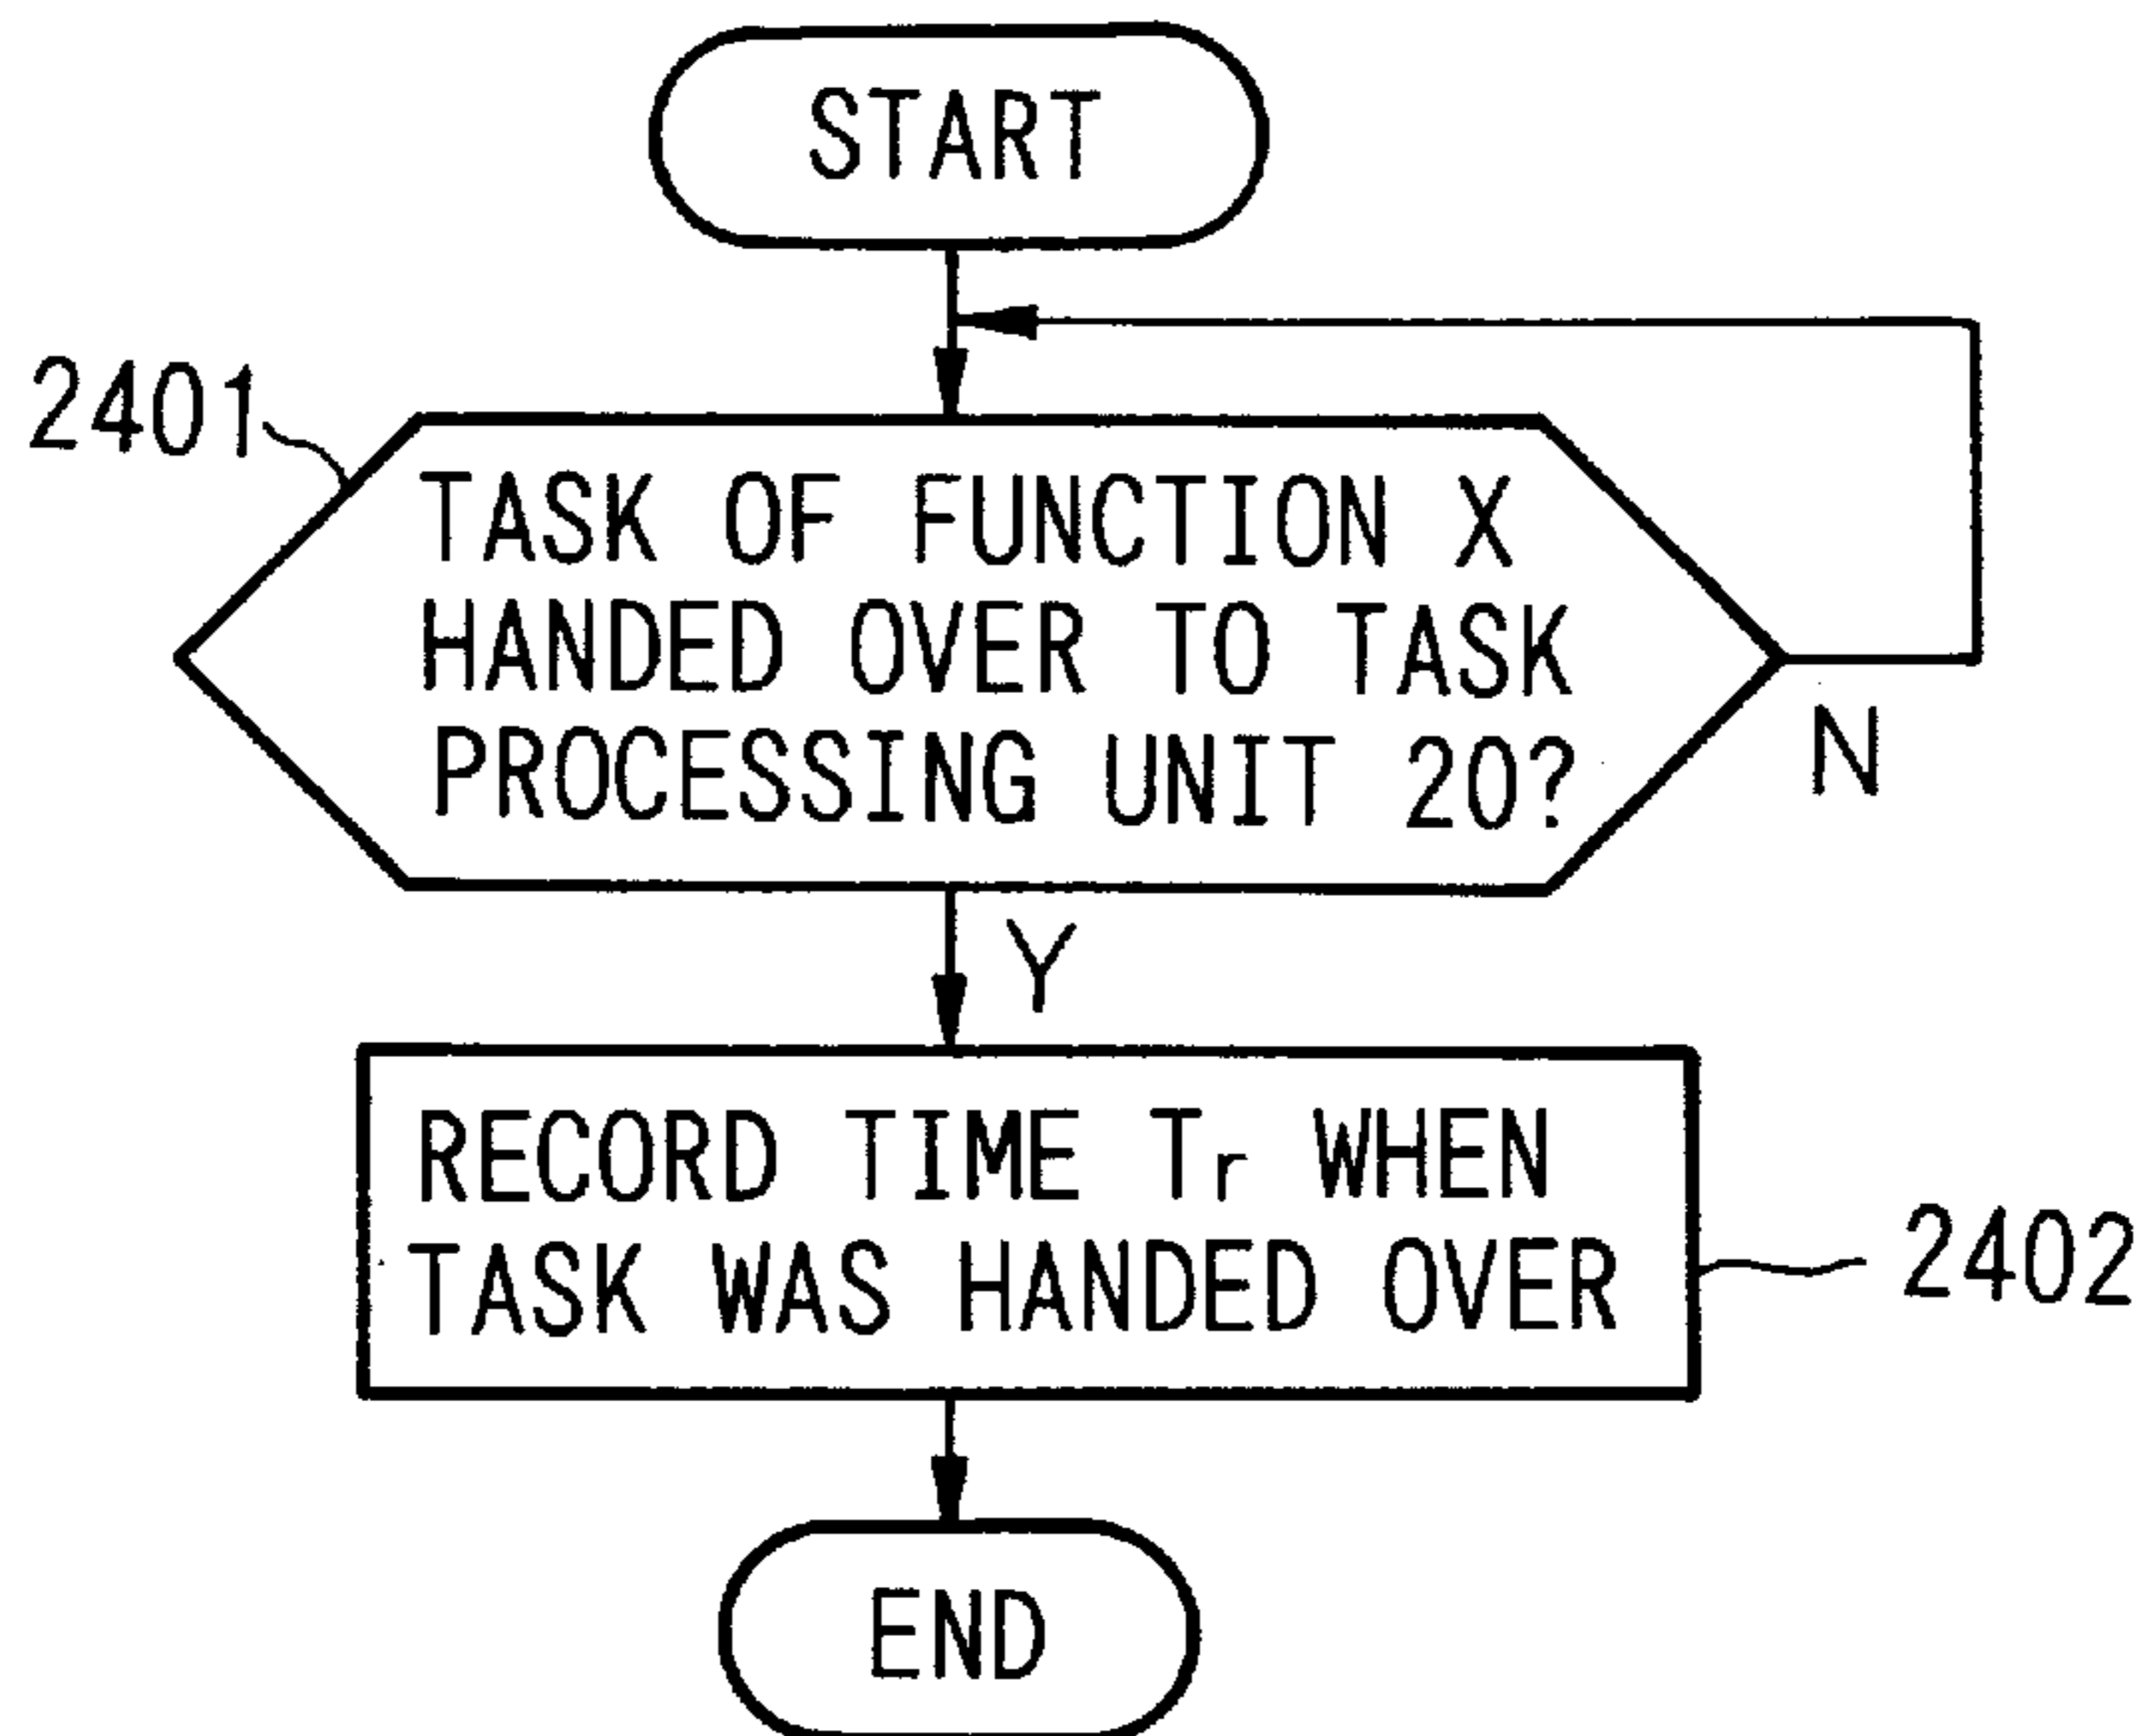 START
2401
TASK OF FUNCTION X
HANDED OVER TO TASK
PROCESSING UNIT 20?
N
Y
RECORD TIME Tr WHEN
TASK WAS HANDED OVER
2402
END